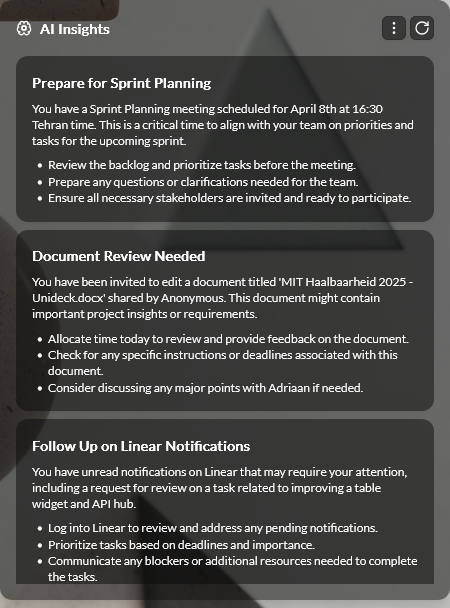 AI Insights
Prepare for Sprint Planning
You have a Sprint Planning meeting scheduled for April 8th at 16:30
Tehran time. This is a critical time to align with your team on priorities and
tasks for the upcoming sprint.
• Review the backlog and prioritize tasks before the meeting.
• Prepare any questions or clarifications needed for the team.
• Ensure all necessary stakeholders are invited and ready to participate.
Document Review Needed
You have been invited to edit a document titled 'MIT Haalbaarheid 2025 -
Unideck.docx' shared by Anonymous. This document might contain
important project insights or requirements.
• Allocate time today to review and provide feedback on the document.
• Check for any specific instructions or deadlines associated with this
document.
• Consider discussing any major points with Adriaan if needed.
Follow Up on Linear Notifications
You have unread notifications on Linear that may require your attention,
including a request for review on a task related to improving a table
widget and API hub.
• Log into Linear to review and address any pending notifications.
• Prioritize tasks based on deadlines and importance.
• Communicate any blockers or additional resources needed to complete
the tasks.